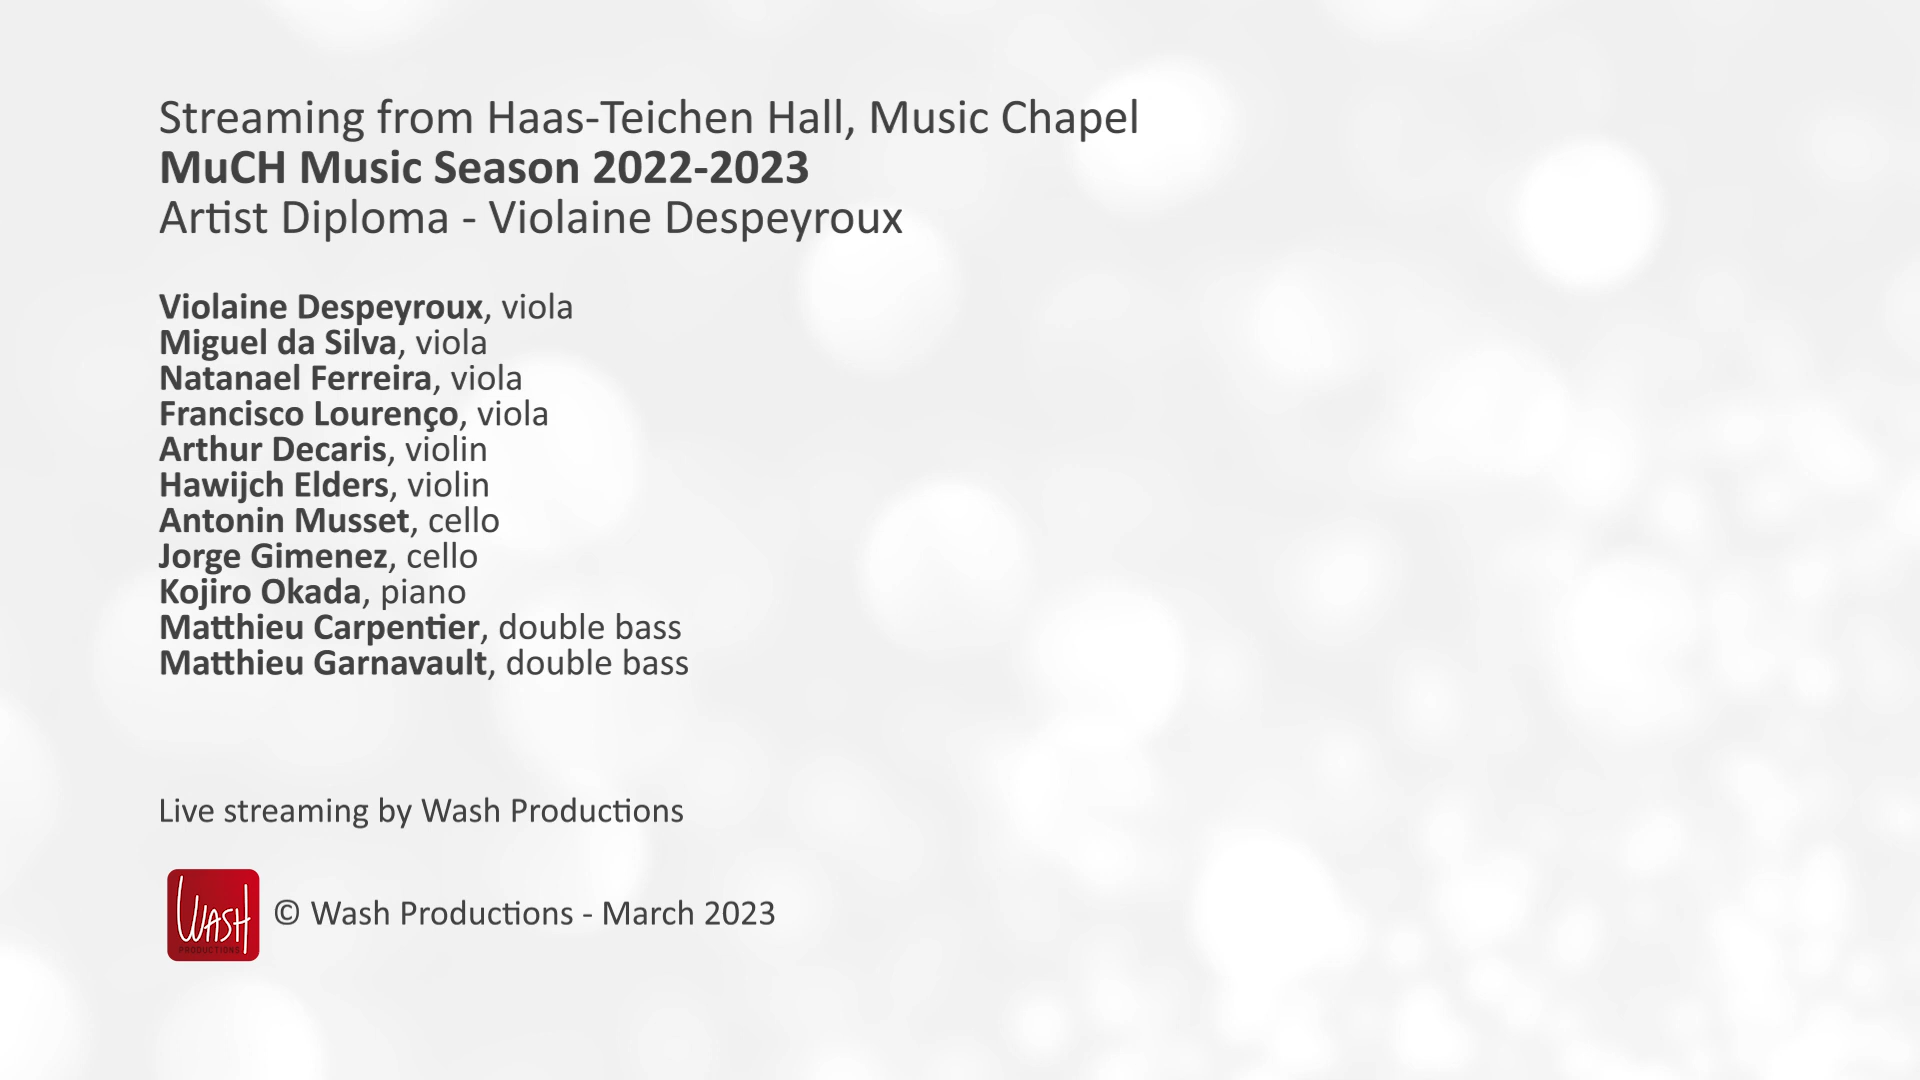 Streaming from Haas-Teichen Hall, Music Chapel
MuCH Music Season 2022-2023
Artist Diploma - Violaine Despeyroux
Violaine Despeyroux, viola
Miguel da Silva, viola
Natanael Ferreira, viola
Francisco Lourenço, viola
Arthur Decaris, violin
Hawijch Elders, violin
Antonin Musset, cello
Jorge Gimenez, cello
Kojiro Okada, piano
Matthieu Carpentier, double bass
Matthieu Garnavault, double bass
Live streaming by Wash Productions
WASH
PRODUCTIONS
© Wash Productions - March 2023